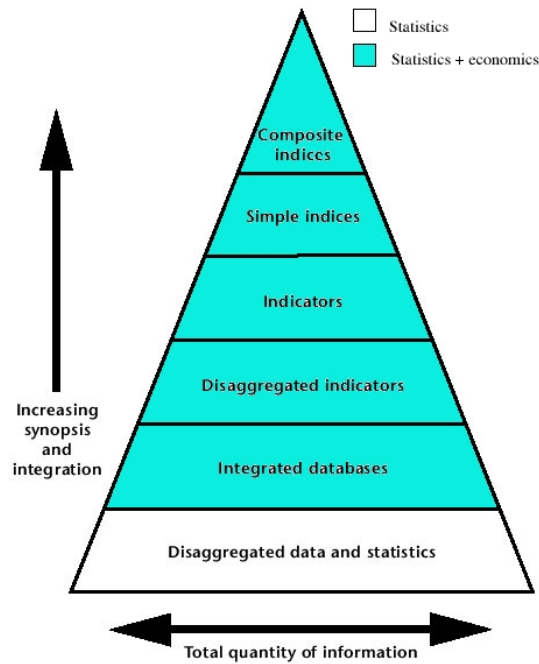 Statistics
Statistics + economics
Composite
indices
Simple indices
Indicators
Disaggregated indicators
Integrated databases
Disaggregated data and statistics
Increasing
synopsis
and
integration
Total quantity of information